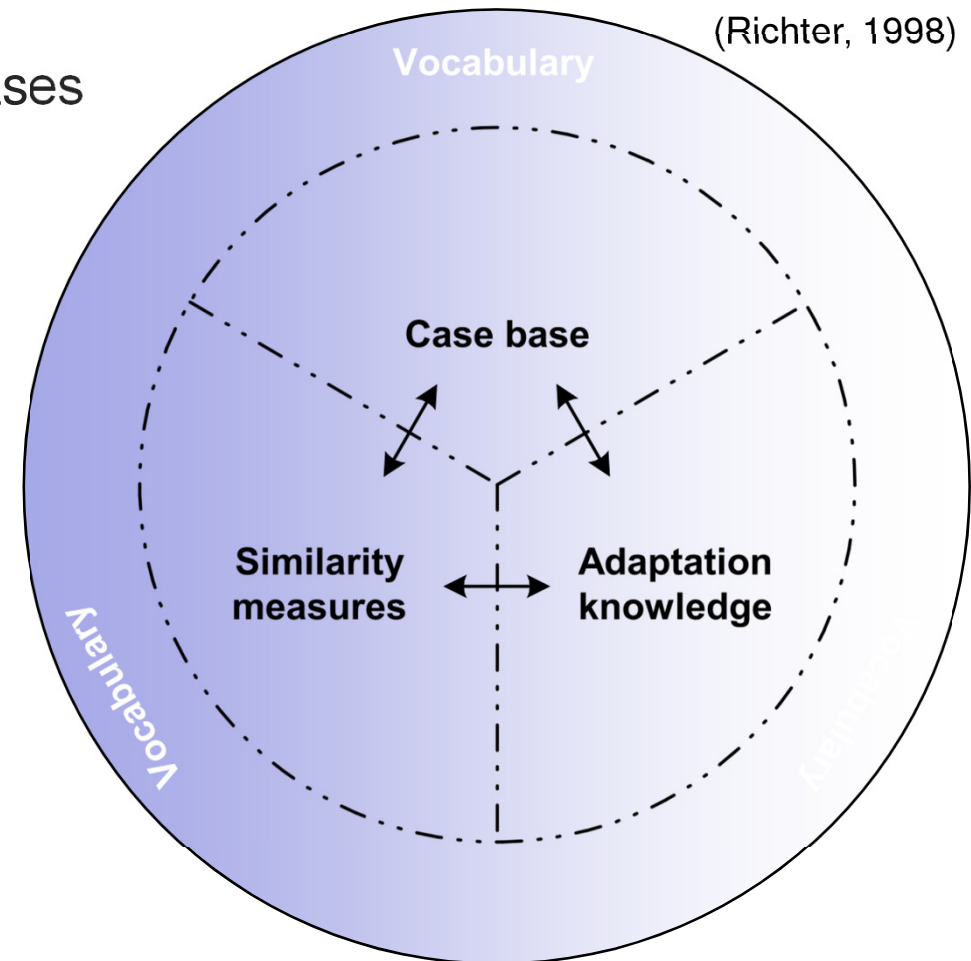 (Richter, 1998)
Vocabulary
ses
Case base
Similarity
measures
Adaptation
knowledge
Vocabulary
Vocabulary